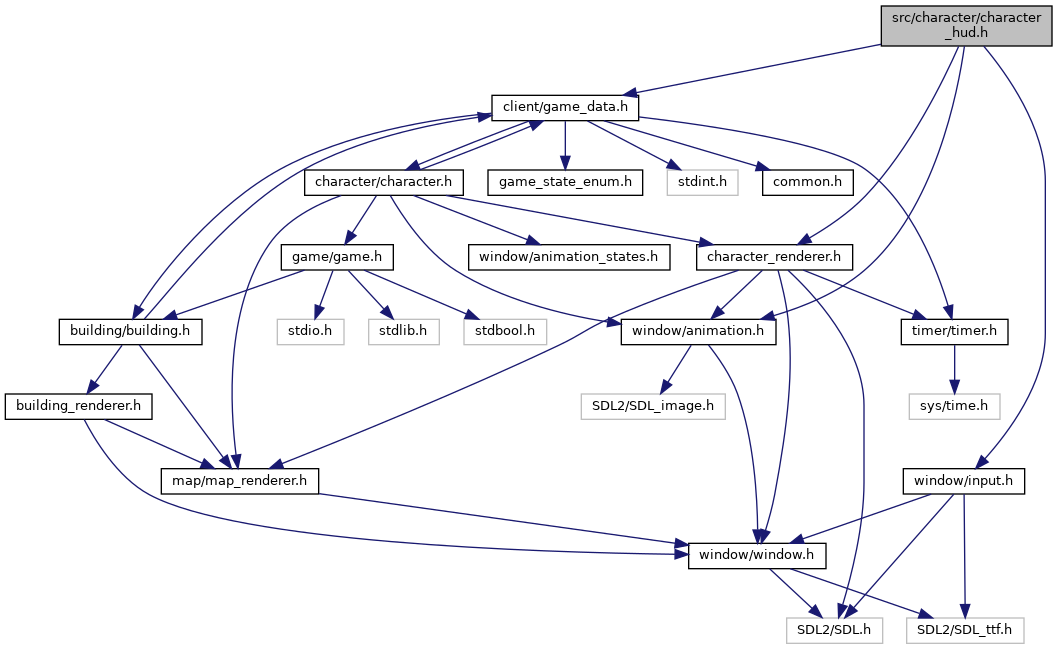 src/character/character
_hud.h
client/game_data.h
character/character.h
game_state_enum.h
stdint.h
common.h
game/game.h
window/animation_states.h
character_renderer.h
building/building.h
stdio.h
stdlib.h
stdbool.h
window/animation.h
timer/timer.h
building_renderer.h
SDL2/SDL_image.h
sys/time.h
map/map_renderer.h
window/input.h
window/window.h
SDL2/SDL.h
SDL2/SDL_ttf.h